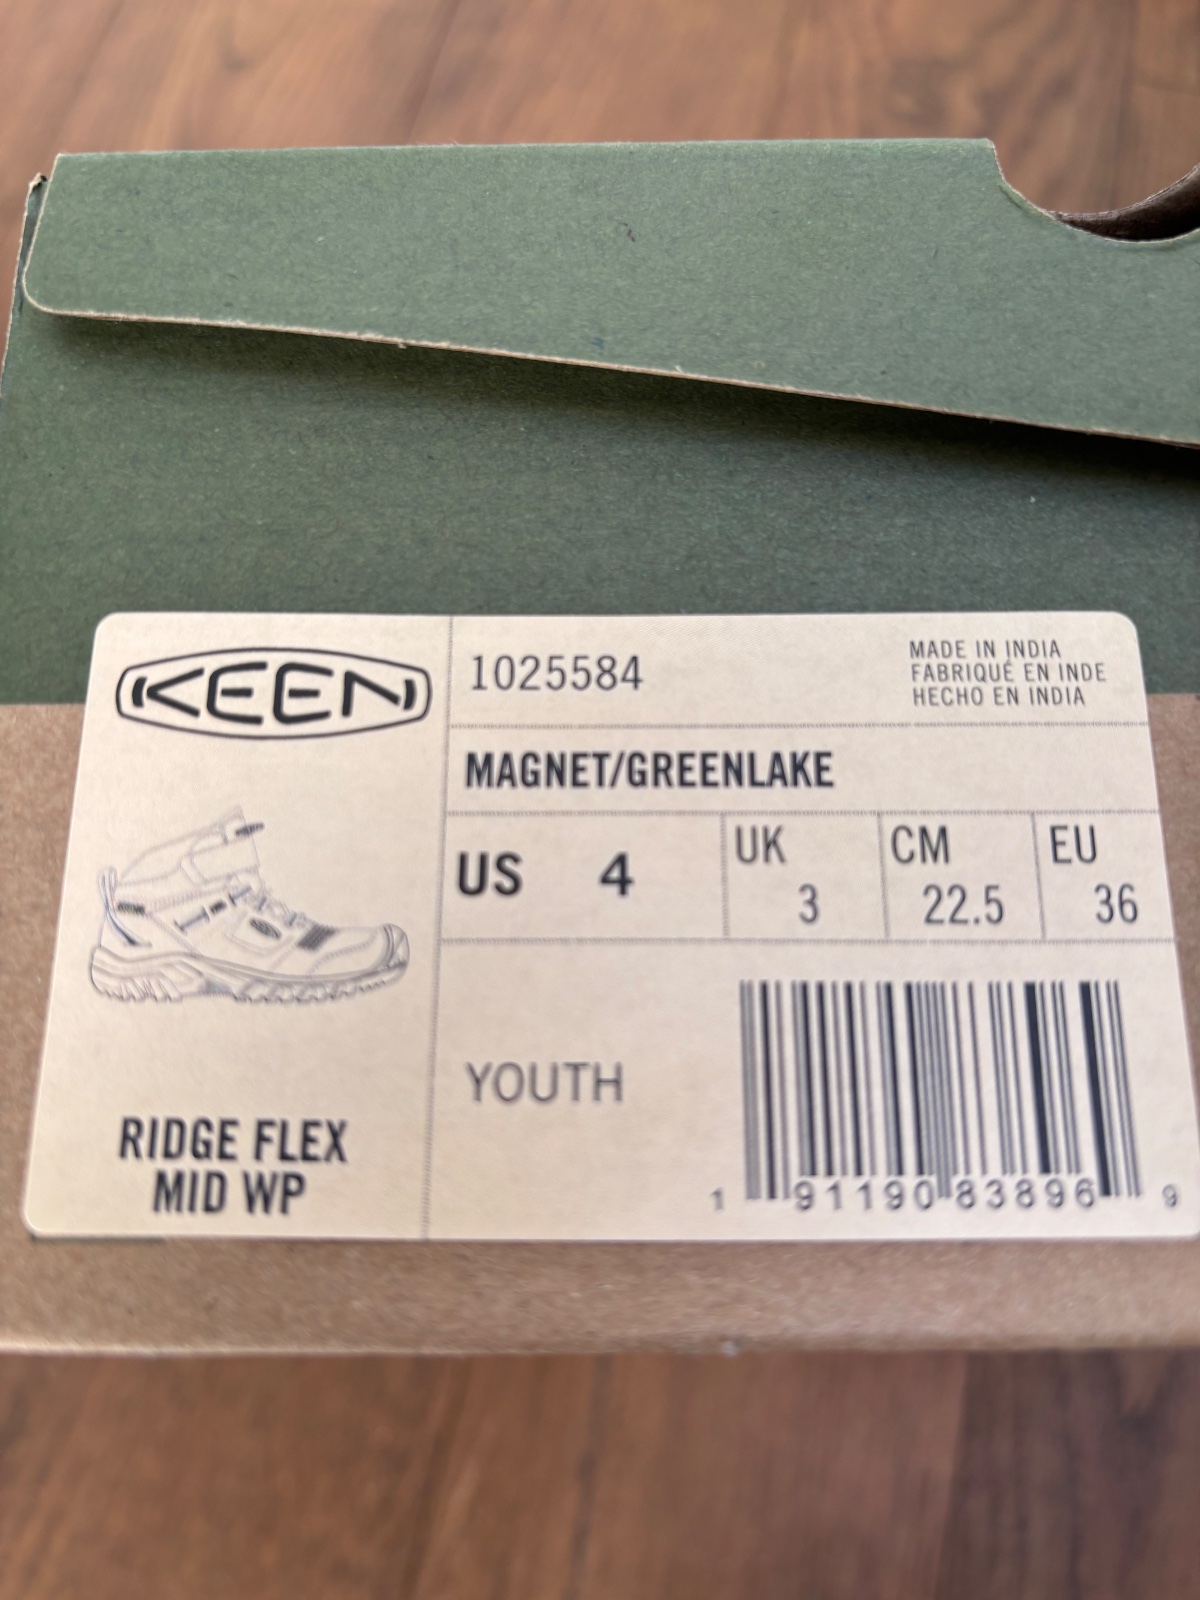 KEEN
1025584
MADE IN INDIA
FABRIQUÉ EN INDE
HECHO EN INDIA
MAGNET/GREENLAKE
US 4
UK 3
CM 22.5
EU 36
YOUTH
RIDGE FLEX
MID WP
1 91190 83896 9